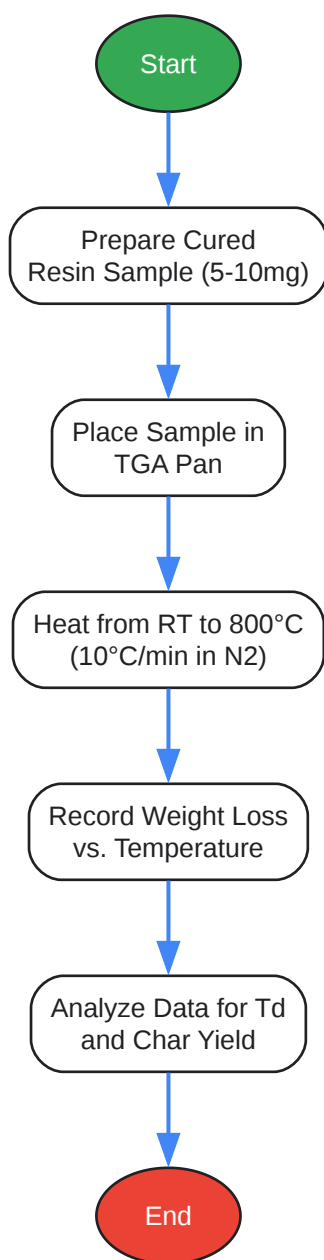 Start
Prepare Cured
Resin Sample (5-10mg)
Place Sample in
TGA Pan
Heat from RT to 800°C
(10°C/min in N2)
Record Weight Loss
vs. Temperature
Analyze Data for Td
and Char Yield
End